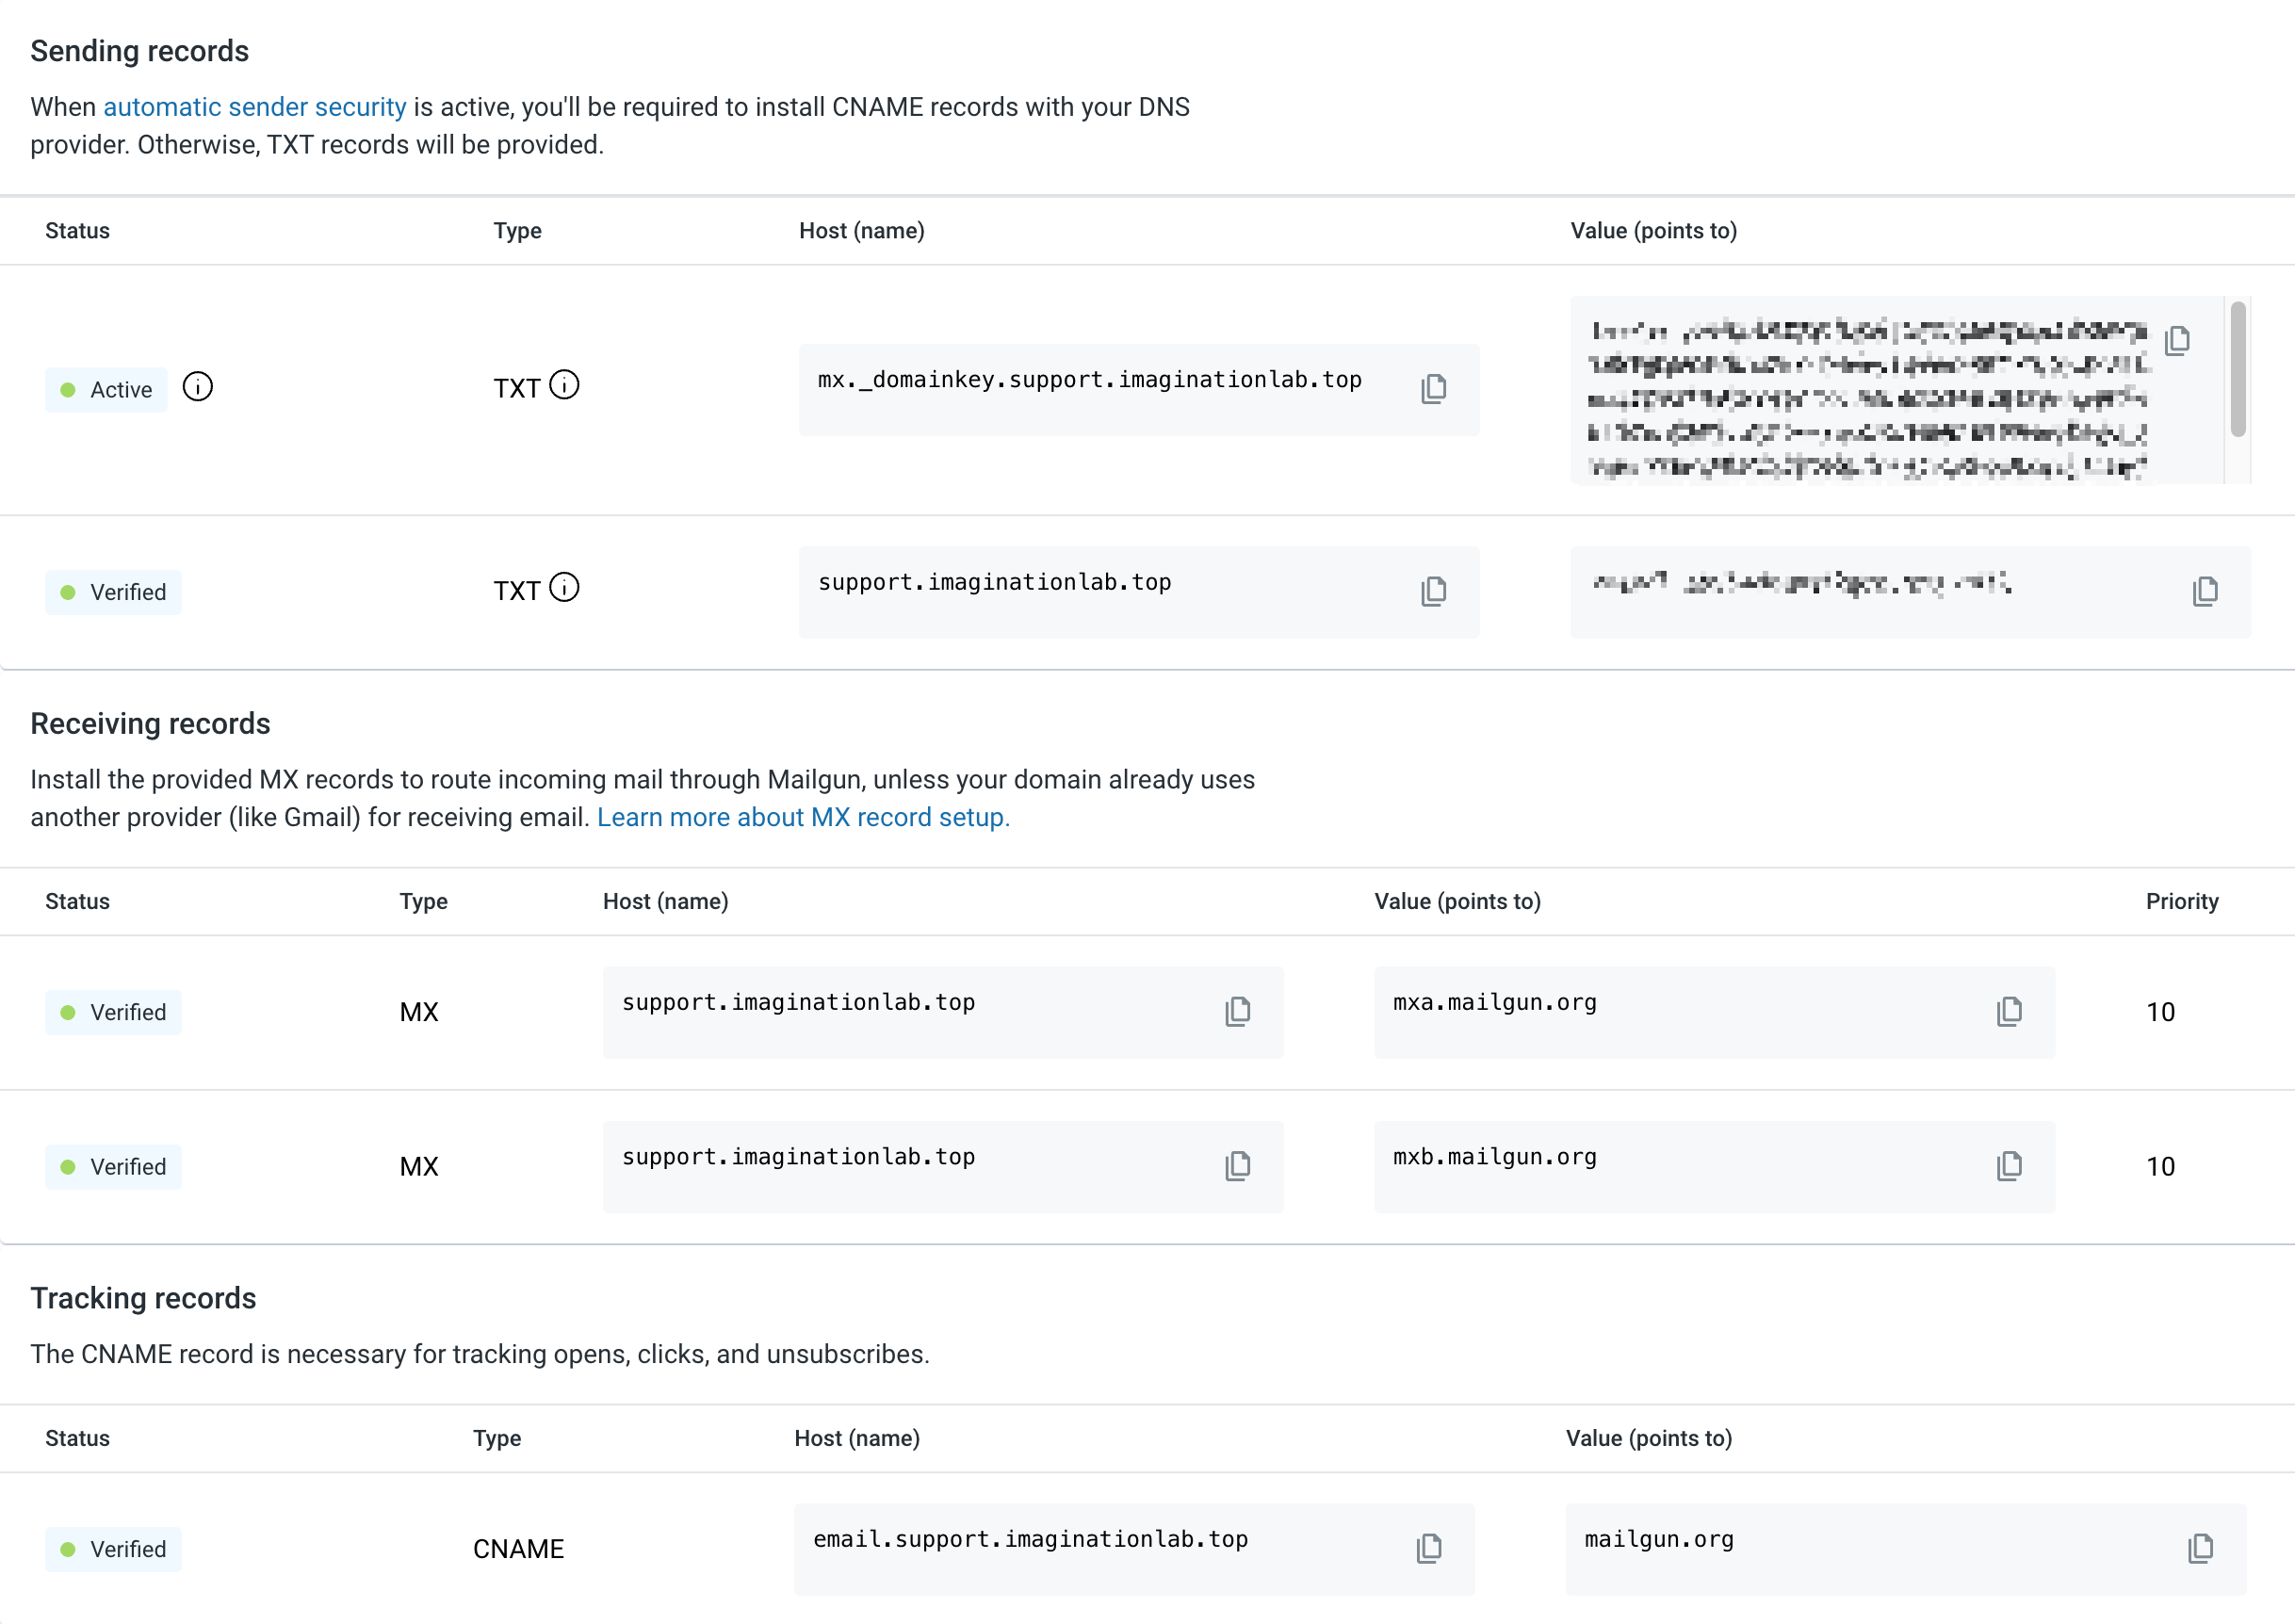 Sending records
When automatic sender security is active, you'll be required to install CNAME records with your DNS
provider. Otherwise, TXT records will be provided.
Status Type Host (name) Value (points to)
Active TXT mx._domainkey.support.imaginationlab.top
Verified TXT support.imaginationlab.top
Receiving records
Install the provided MX records to route incoming mail through Mailgun, unless your domain already uses
another provider (like Gmail) for receiving email. Learn more about MX record setup.
Status Type Host (name) Value (points to) Priority
Verified MX support.imaginationlab.top mxa.mailgun.org 10
Verified MX support.imaginationlab.top mxb.mailgun.org 10
Tracking records
The CNAME record is necessary for tracking opens, clicks, and unsubscribes.
Status Type Host (name) Value (points to)
Verified CNAME email.support.imaginationlab.top mailgun.org